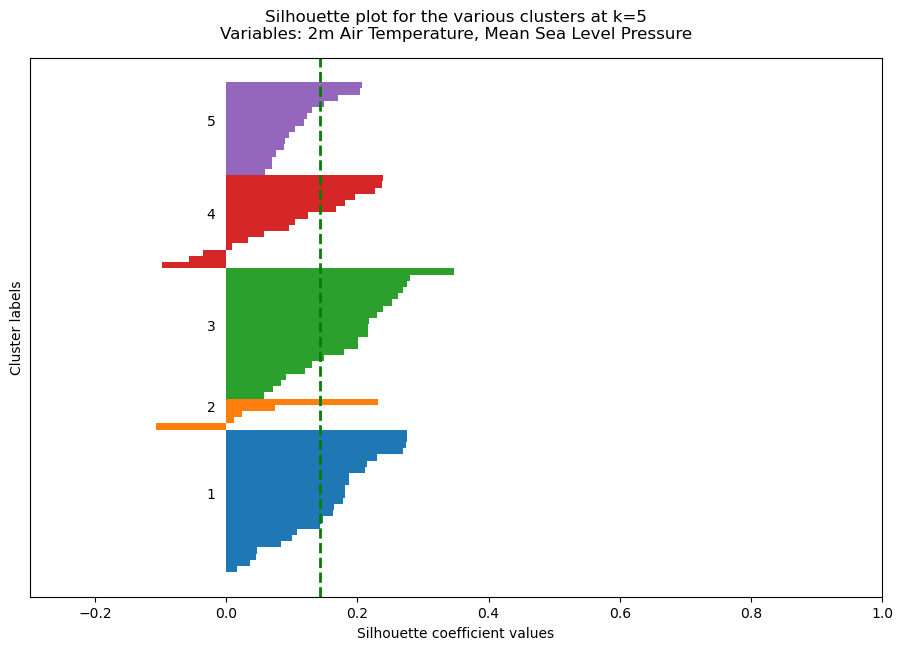 Silhouette plot for the various clusters at k=5
Variables: 2m Air Temperature, Mean Sea Level Pressure
5
4
3
2
1
Cluster labels
−0.2 0.0 0.2 0.4 0.6 0.8 1.0
Silhouette coefficient values